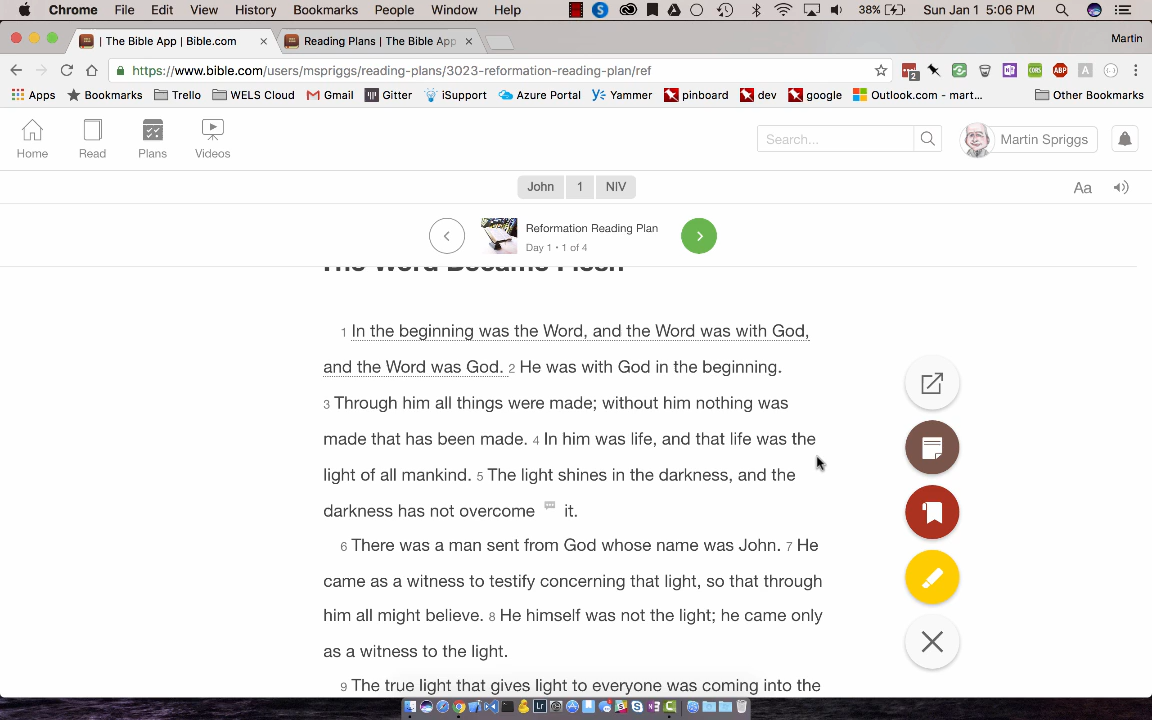 Chrome File Edit View History Bookmarks People Window Help 38% Sun Jan 1 5:06 PM
| The Bible App | Bible.com × Reading Plans | The Bible App × Martin
https://www.bible.com/users/mspriggs/reading-plans/3023-reformation-reading-plan/ref 2 CORS ABP A
Apps Bookmarks Trello WELS Cloud Gmail Gitter iSupport Azure Portal Yammer pinboard dev google Outlook.com - mart... Other Bookmarks
Home Read Plans Videos Search... Martin Spriggs
John 1 NIV Aa
Reformation Reading Plan
Day 1 • 1 of 4
The Word Became Flesh
1 In the beginning was the Word, and the Word was with God,
and the Word was God. 2 He was with God in the beginning.
3 Through him all things were made; without him nothing was
made that has been made. 4 In him was life, and that life was the
light of all mankind. 5 The light shines in the darkness, and the
darkness has not overcome it.
6 There was a man sent from God whose name was John. 7 He
came as a witness to testify concerning that light, so that through
him all might believe. 8 He himself was not the light; he came only
as a witness to the light.
9 The true light that gives light to everyone was coming into the